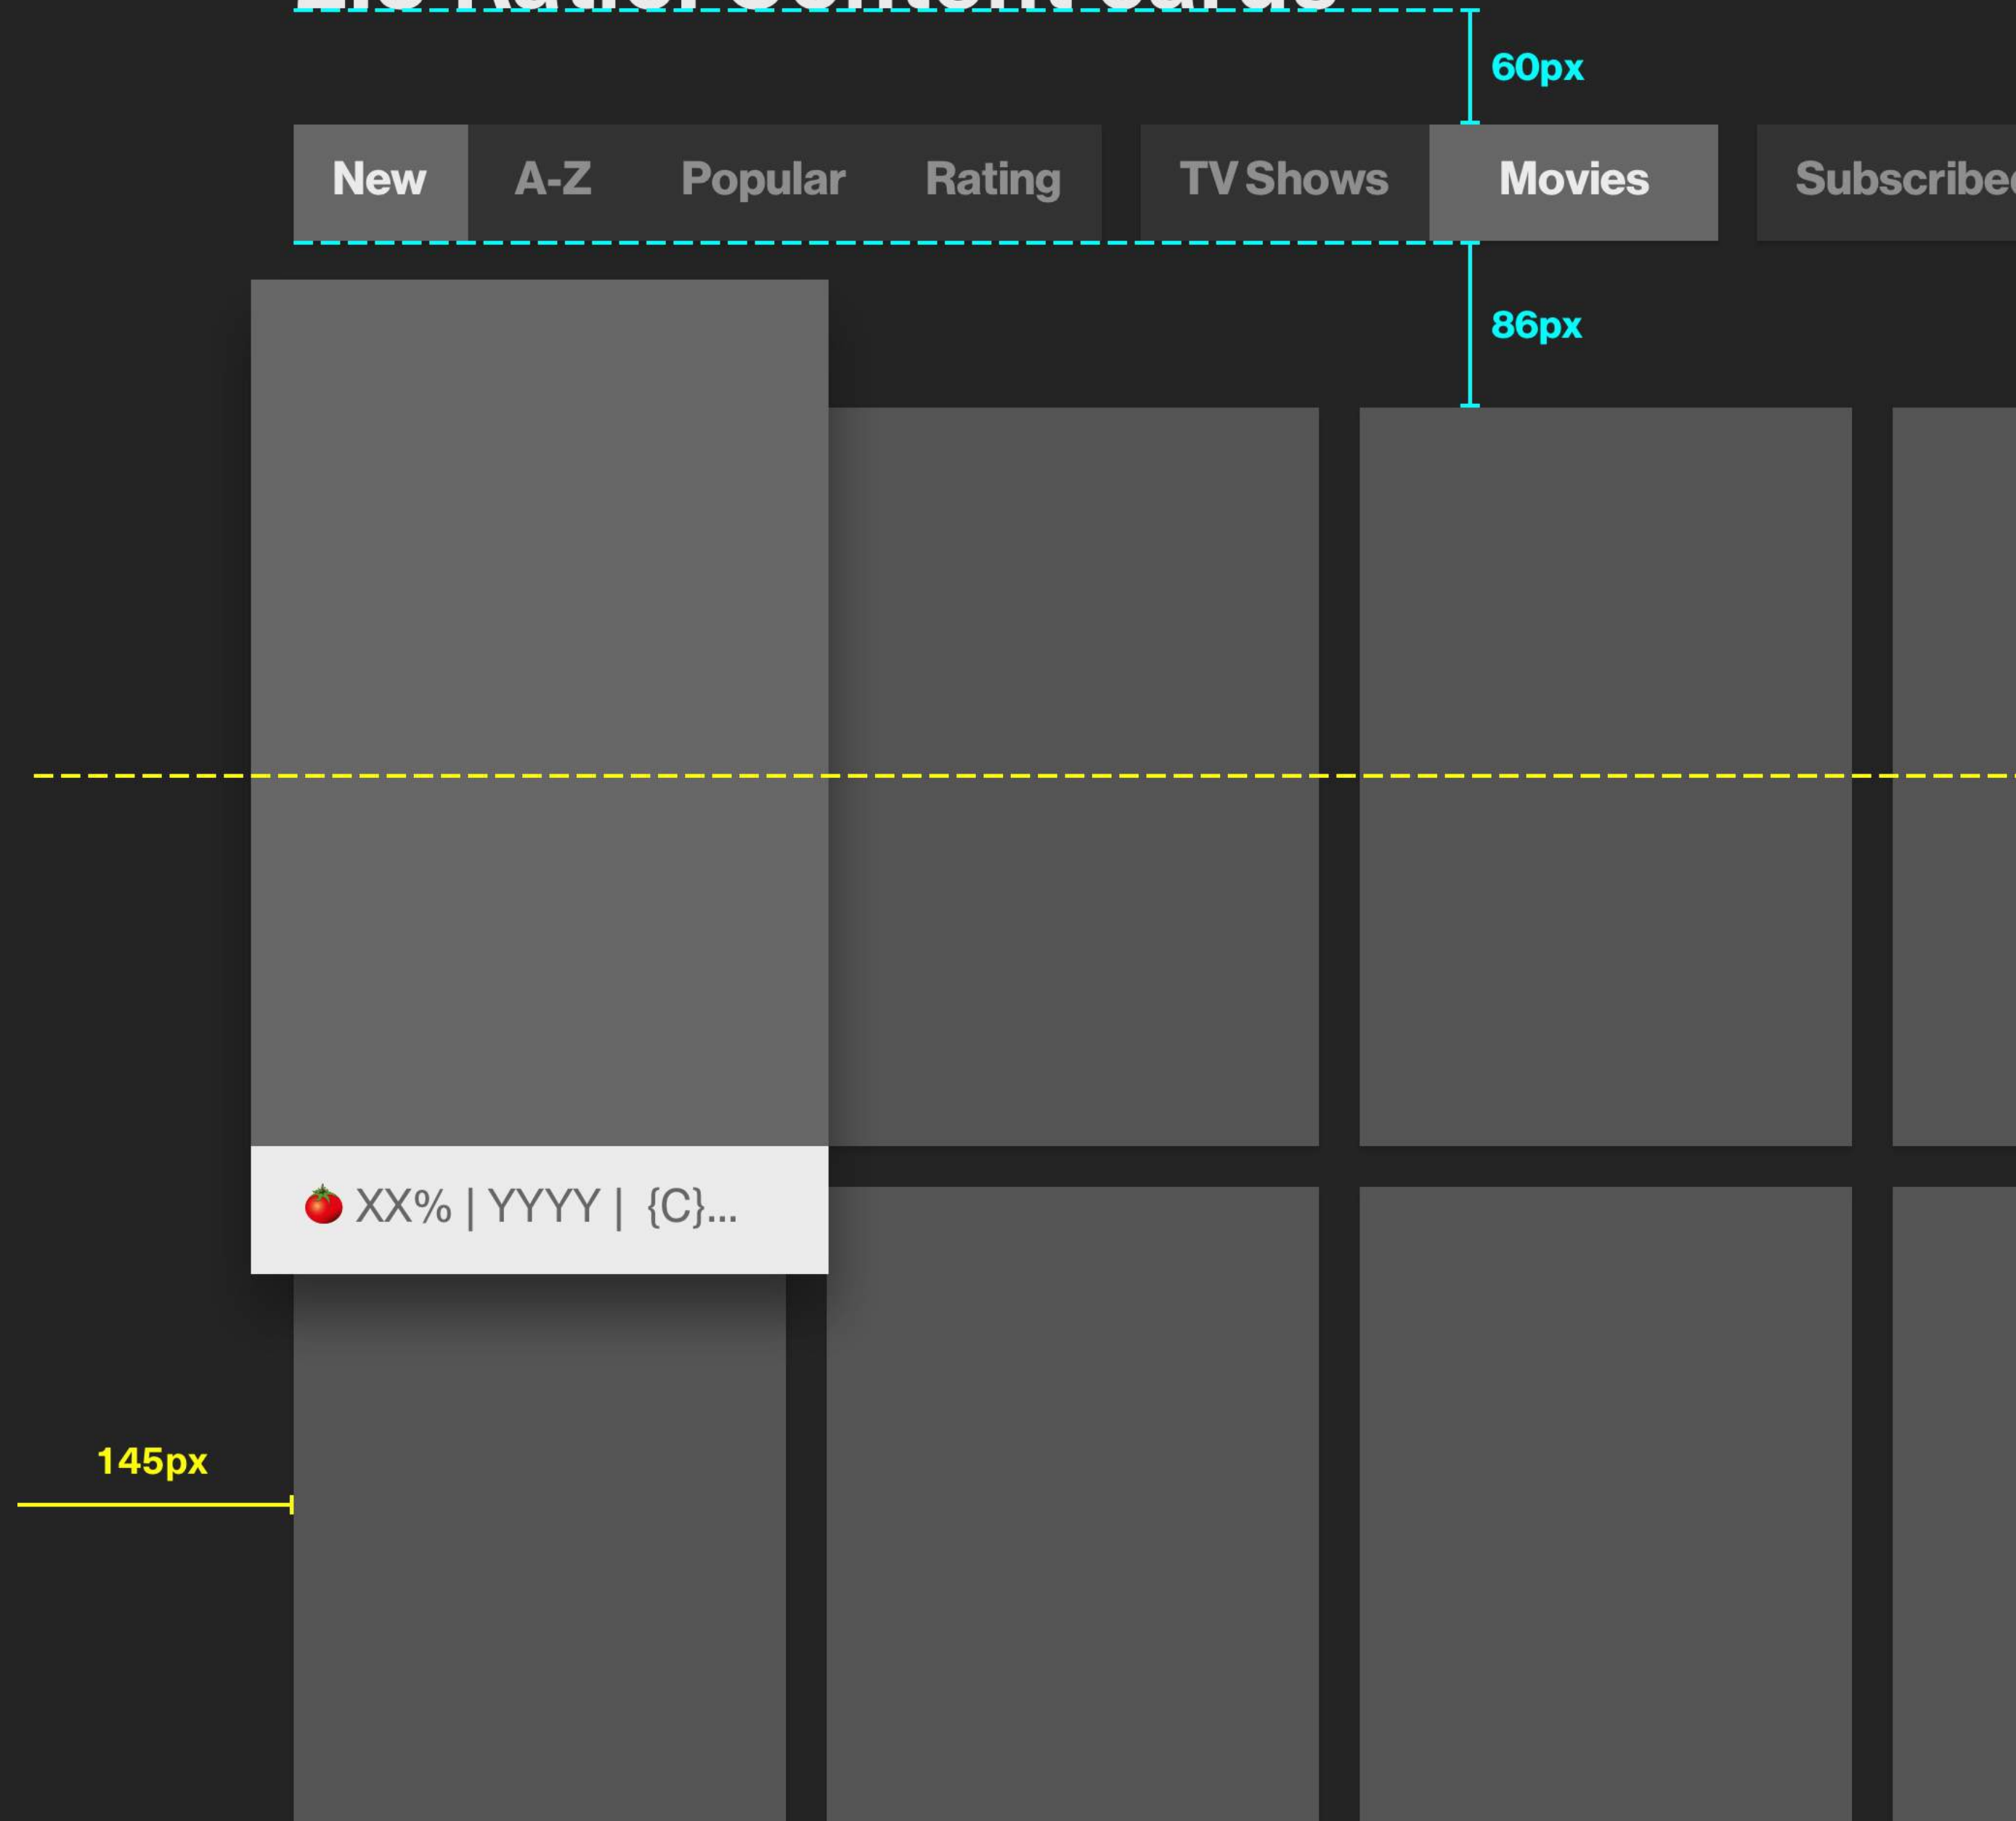 60px
New A-Z Popular Rating TV Shows Movies
86px
XX% | YYYY | {C}...
145px